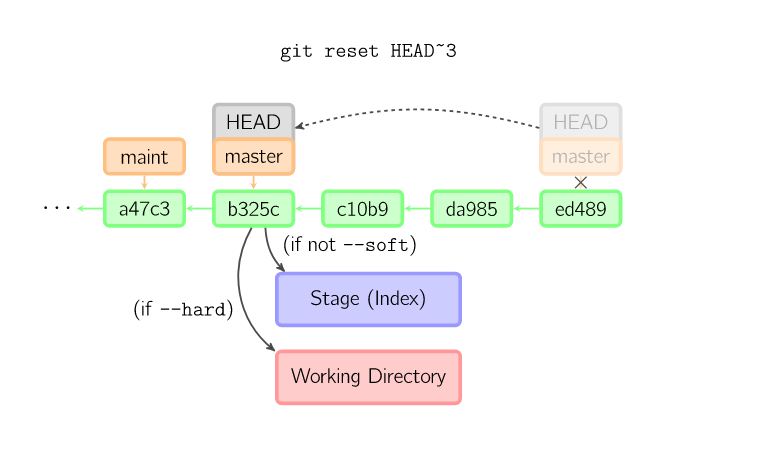 git reset HEAD~3
HEAD HEAD
maint master master
··· a47c3 b325c c10b9 da985 ed489
(if not --soft)
Stage (Index)
(if --hard)
Working Directory